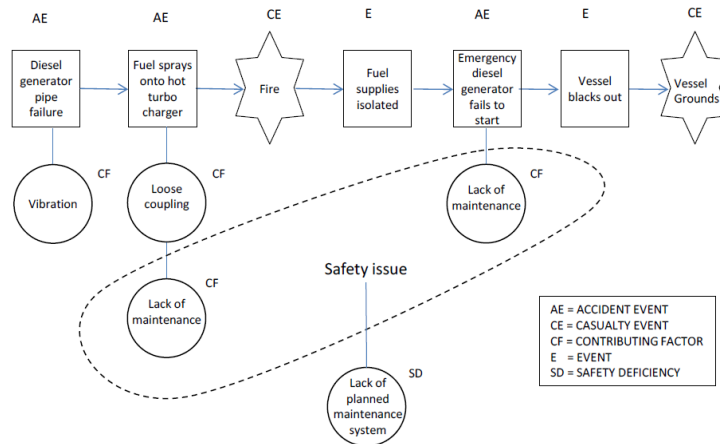 AE
AE
CE
E
AE
E
CE
Diesel
generator
pipe
failure
Fuel sprays
onto hot
turbo
charger
Fire
Fuel
supplies
isolated
Emergency
diesel
generator
fails to
start
Vessel
blacks out
Vessel
Grounds
CF
Vibration
CF
Loose
coupling
CF
Lack of
maintenance
CF
Lack of
maintenance
Safety issue
SD
Lack of
planned
maintenance
system
AE = ACCIDENT EVENT
CE = CASUALTY EVENT
CF = CONTRIBUTING FACTOR
E = EVENT
SD = SAFETY DEFICIENCY